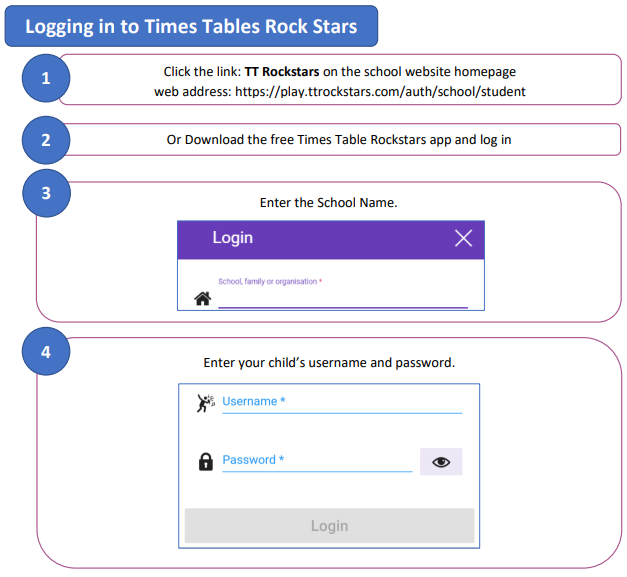 Logging in to Times Tables Rock Stars
1
Click the link: TT Rockstars on the school website homepage
web address: https://play.ttrockstars.com/auth/school/student
2
Or Download the free Times Table Rockstars app and log in
3
Enter the School Name.
Login
School, family or organisation *
4
Enter your child's username and password.
Username *
Password *
Login